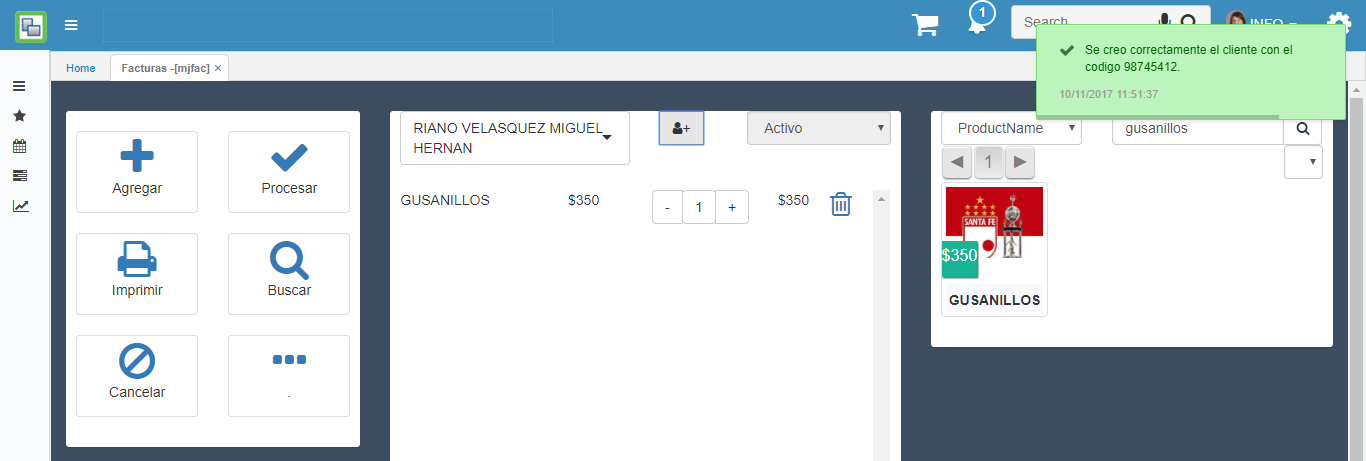 1
Search
INFO
Se creo correctamente el cliente con el
codigo 98745412.
10/11/2017 11:51:37
Home
Facturas -[mjfac] ×
RIANO VELASQUEZ MIGUEL
HERNAN
+
Activo
ProductName
gusanillos
Agregar
Procesar
GUSANILLOS $350 - 1 + $350
◀ 1 ▶
SANTA FE
$350
GUSANILLOS
Imprimir
Buscar
Cancelar
.